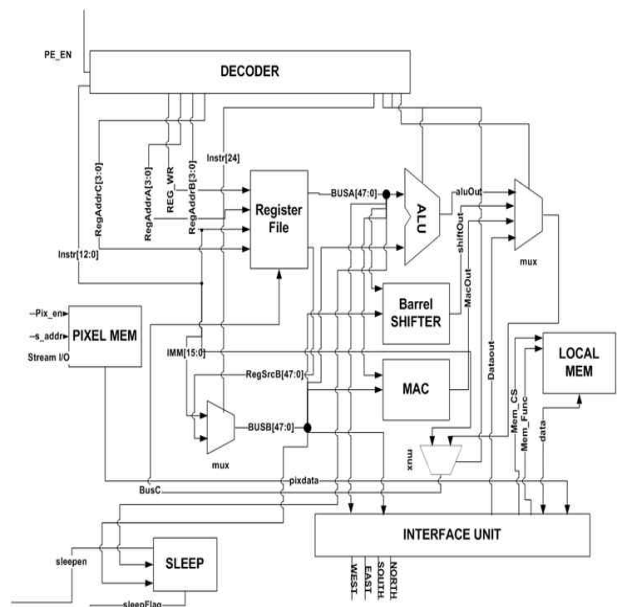 PE_EN
DECODER
RegAddrC[3:0]
RegAddrA[3:0]
REG_WR
RegAddrB[3:0]
Instr[24]
Instr[12:0]
Register
File
BUSA[47:0]
ALU
aluOut
shiftOut
MacOut
Dataout
mux
Pix_en
s_addr
Stream I/O
PIXEL MEM
Barrel
SHIFTER
IMM[15:0]
RegSrcB[47:0]
MAC
LOCAL
MEM
Mem_CS
Mem_Func
data
BUSB[47:0]
mux
mux
pixdata
BusC
INTERFACE UNIT
sleepen
SLEEP
sleepFlag
WEST
EAST
SOUTH
NORTH